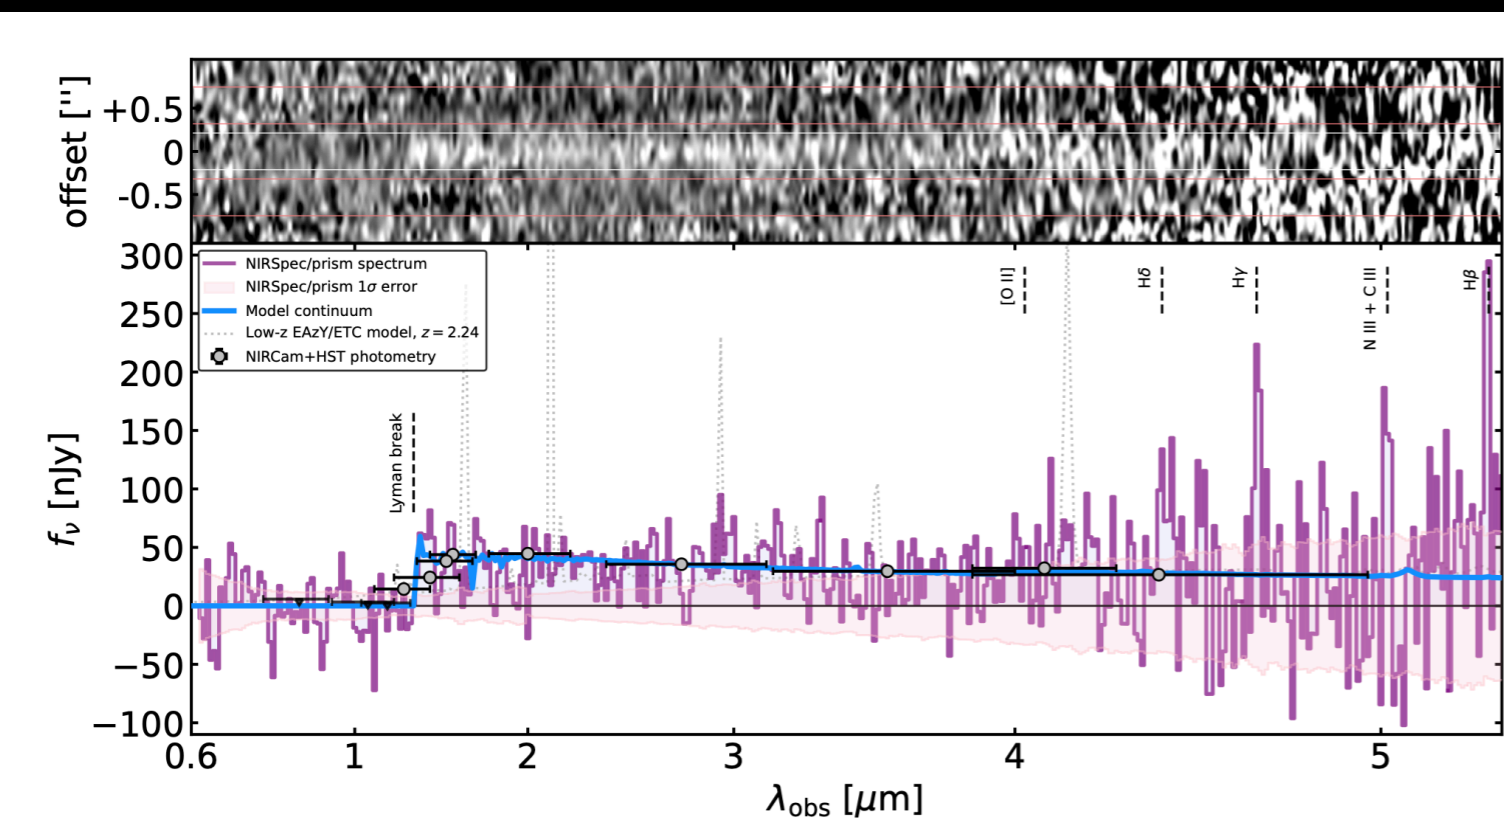 offset ["]
+0.5
0
-0.5
300
250
200
150
100
50
0
−50
−100
fν [nJy]
NIRSpec/prism spectrum
NIRSpec/prism 1σ error
Model continuum
Low-z EAzY/ETC model, z = 2.24
NIRCam+HST photometry
Lyman break
[O II]
Hδ
Hγ
N III + C III
Hβ
0.6
1
2
3
4
5
λobs [μm]